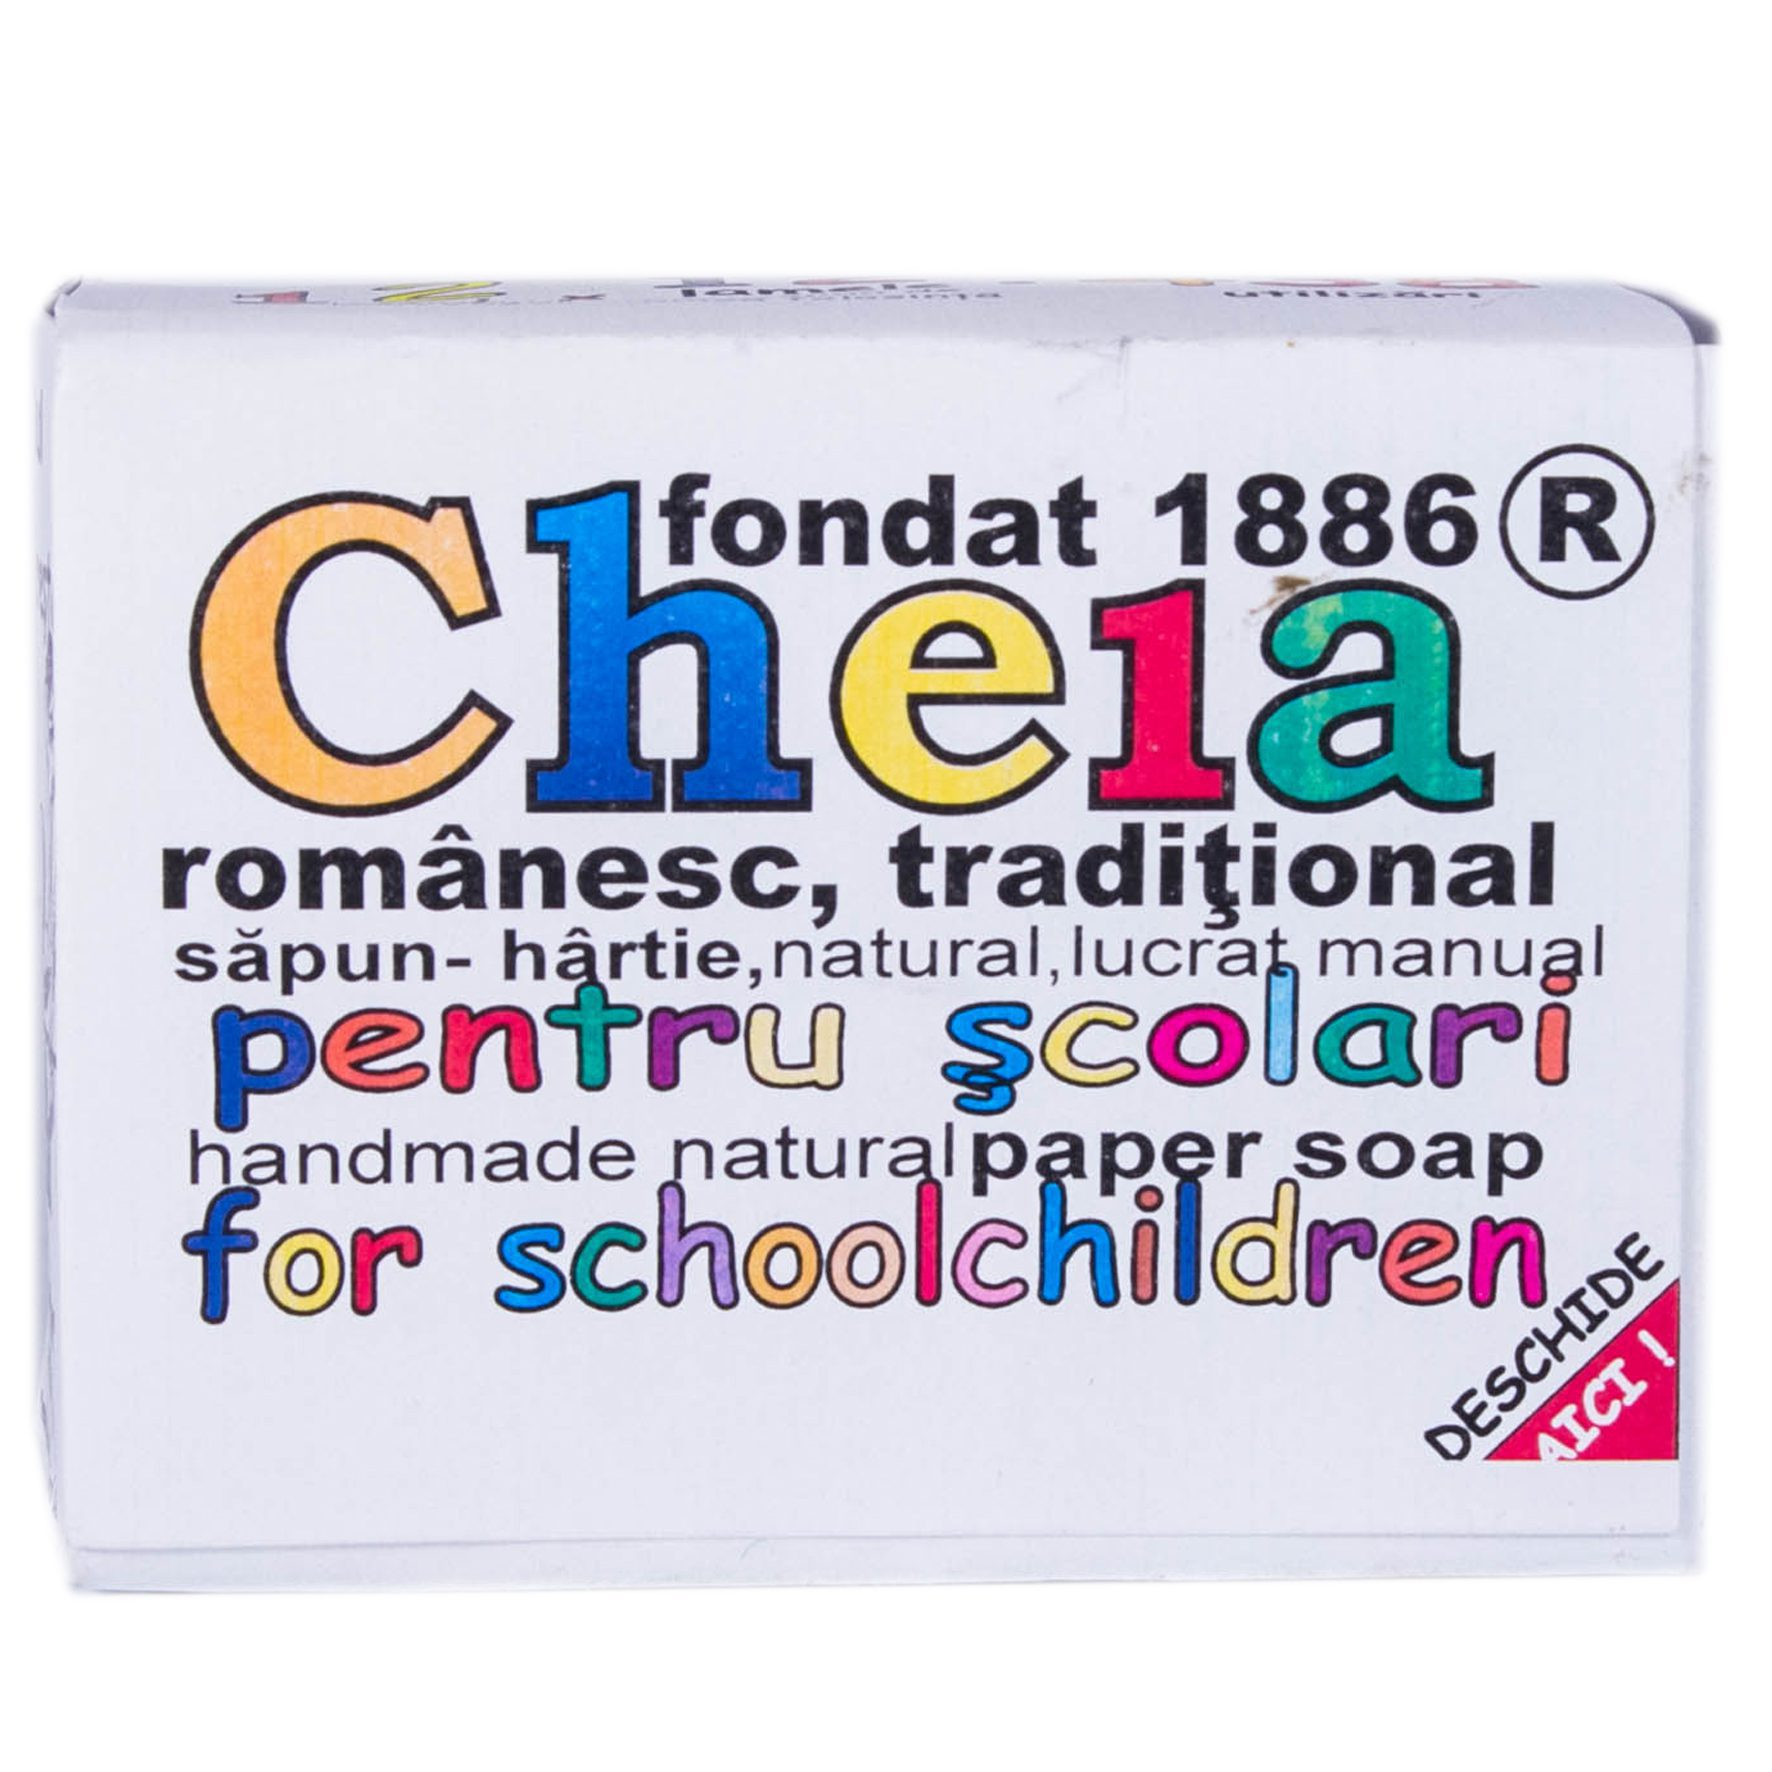 utilizări
fondat 1886 ®
Cheia
românesc, tradiţional
săpun- hârtie, natural, lucrat manual
pentru şcolari
handmade natural paper soap
for schoolchildren
DESCHIDE
AICI !